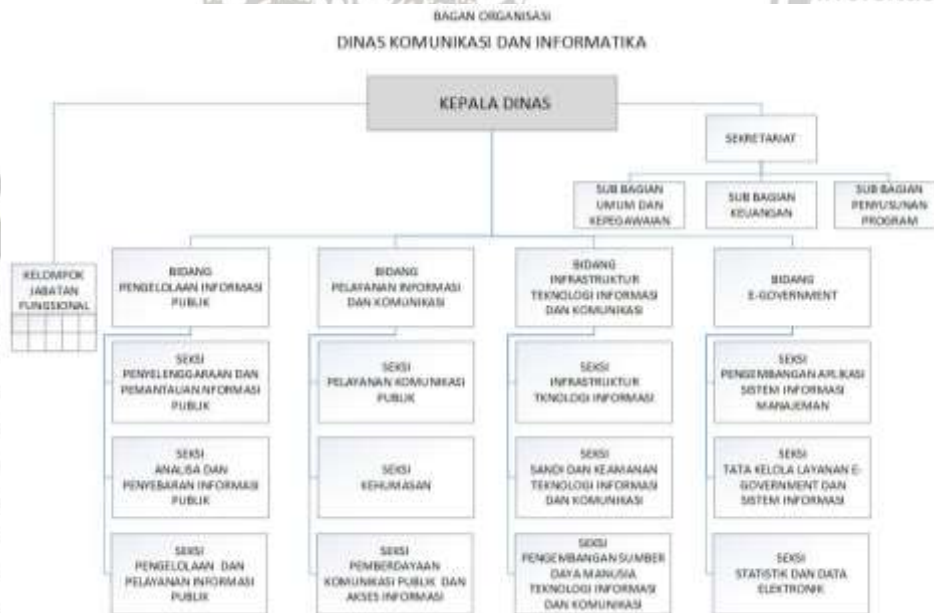 BAGAN ORGANISASI
DINAS KOMUNIKASI DAN INFORMATIKA
KEPALA DINAS
SEKRETARIAT
SUB BAGIAN
UMUM DAN
KEPEGAWAIAN
SUB BAGIAN
KEUANGAN
SUB BAGIAN
PENYUSUNAN
PROGRAM
KELOMPOK
JABATAN
FUNGSIONAL
BIDANG
PENGELOLAAN INFORMASI
PUBLIK
BIDANG
PELAYANAN INFORMASI
DAN KOMUNIKASI
BIDANG
INFRASTRUKTUR
TEKNOLOGI INFORMASI
DAN KOMUNIKASI
BIDANG
E-GOVERNMENT
SEKSI
PENYELENGGARAAN DAN
PEMANTAUAN NFORMASI
PUBLIK
SEKSI
PELAYANAN KOMUNIKASI
PUBLIK
SEKSI
INFRASTRUKTUR
TKNOLOGI INFORMASI
SEKSI
PENGEMBANGAN APLIKASI
SISTEM INFORMASI
MANAJEMAN
SEKSI
ANALISA DAN
PENYEBARAN INFORMASI
PUBLIK
SEKSI
KEHUMASAN
SEKSI
SANDI DAN KEAMANAN
TEKNOLOGI INFORMASI
DAN KOMUNIKASI
SEKSI
TATA KELOLA LAYANAN E-
GOVERNMENT DAN
SISTEM INFORMASI
SEKSI
PENGELOLAAN DAN
PELAYANAN INFORMASI
PUBLIK
SEKSI
PEMBERDAYAAN
KOMUNIKASI PUBLIK DAN
AKSES INFORMASI
SEKSI
PENGEMBANGAN SUMBER
DAYA MANUSIA
TEKNOLOGI INFORMASI
DAN KOMUNIKASI
SEKSI
STATISTIK DAN DATA
ELEKTRONIK